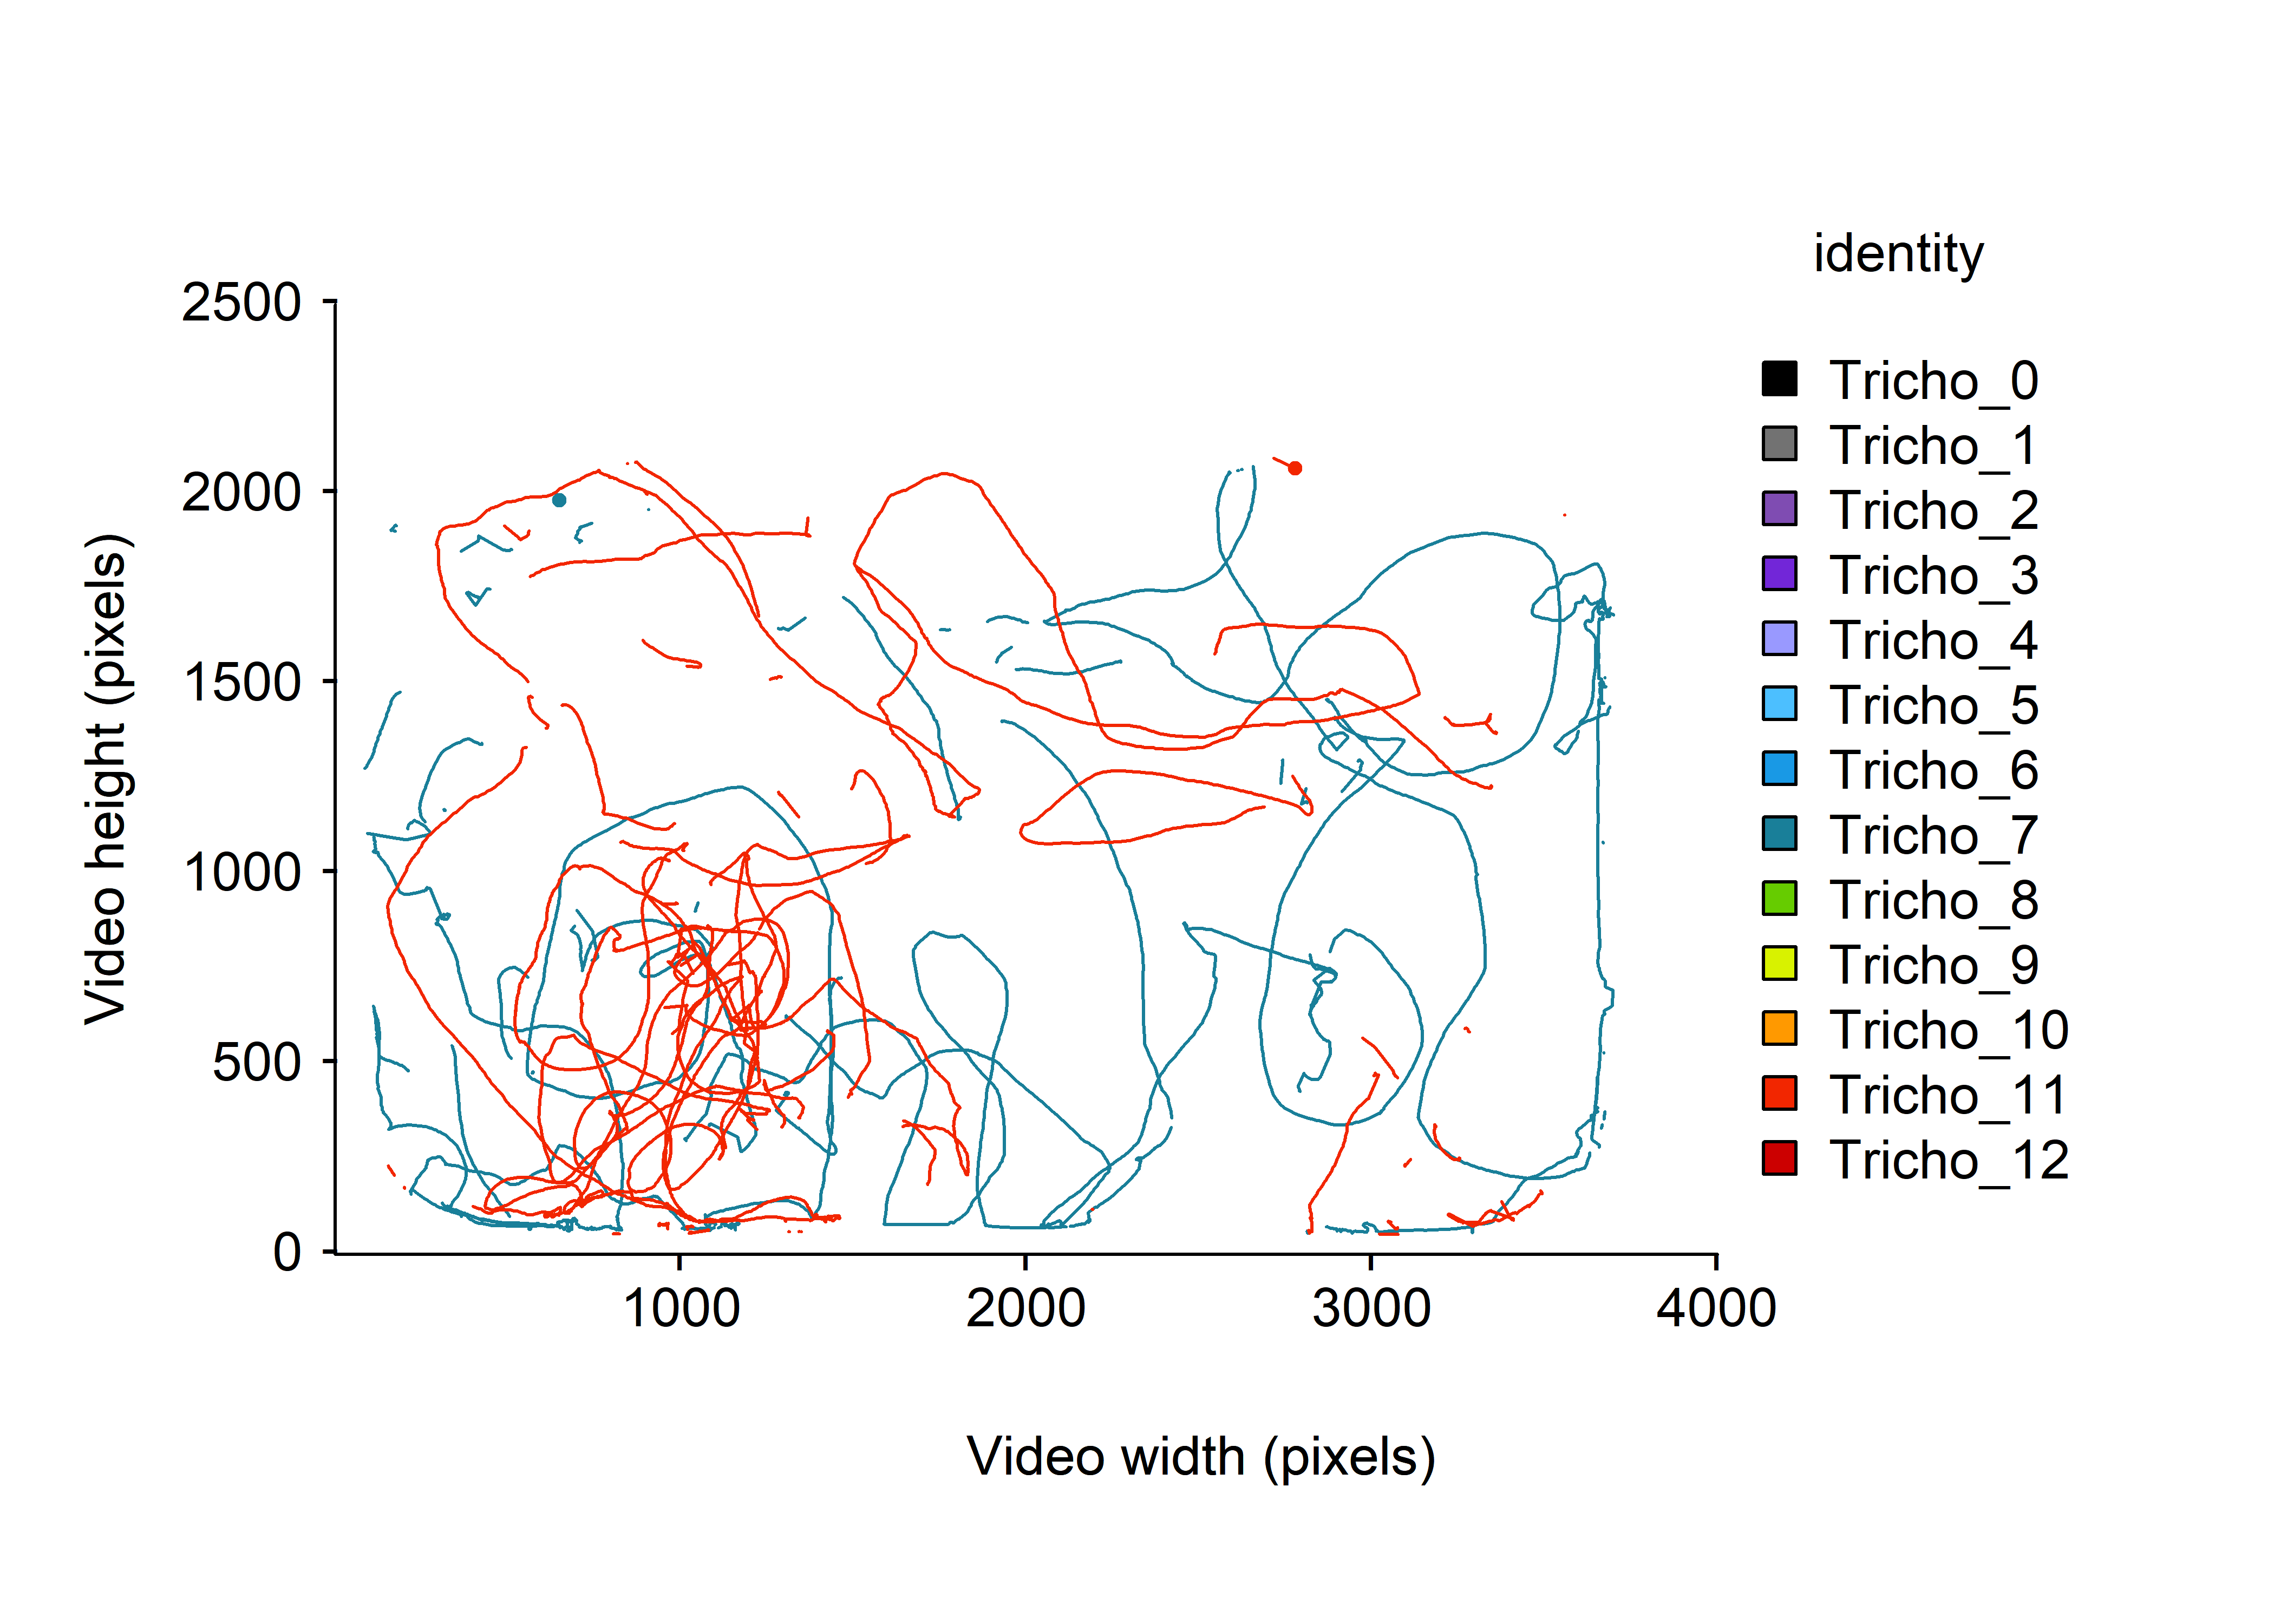 identity
2500
2000
1500
1000
500
0
Video height (pixels)
1000
2000
3000
4000
Video width (pixels)
Tricho_0
Tricho_1
Tricho_2
Tricho_3
Tricho_4
Tricho_5
Tricho_6
Tricho_7
Tricho_8
Tricho_9
Tricho_10
Tricho_11
Tricho_12